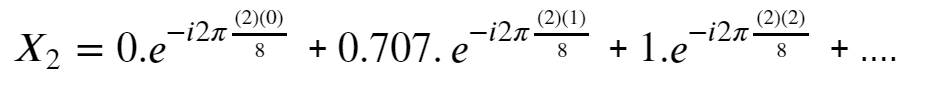 X₂ = 0.e^(−i2π (2)(0)/8) + 0.707. e^(−i2π (2)(1)/8) + 1.e^(−i2π (2)(2)/8) + ....